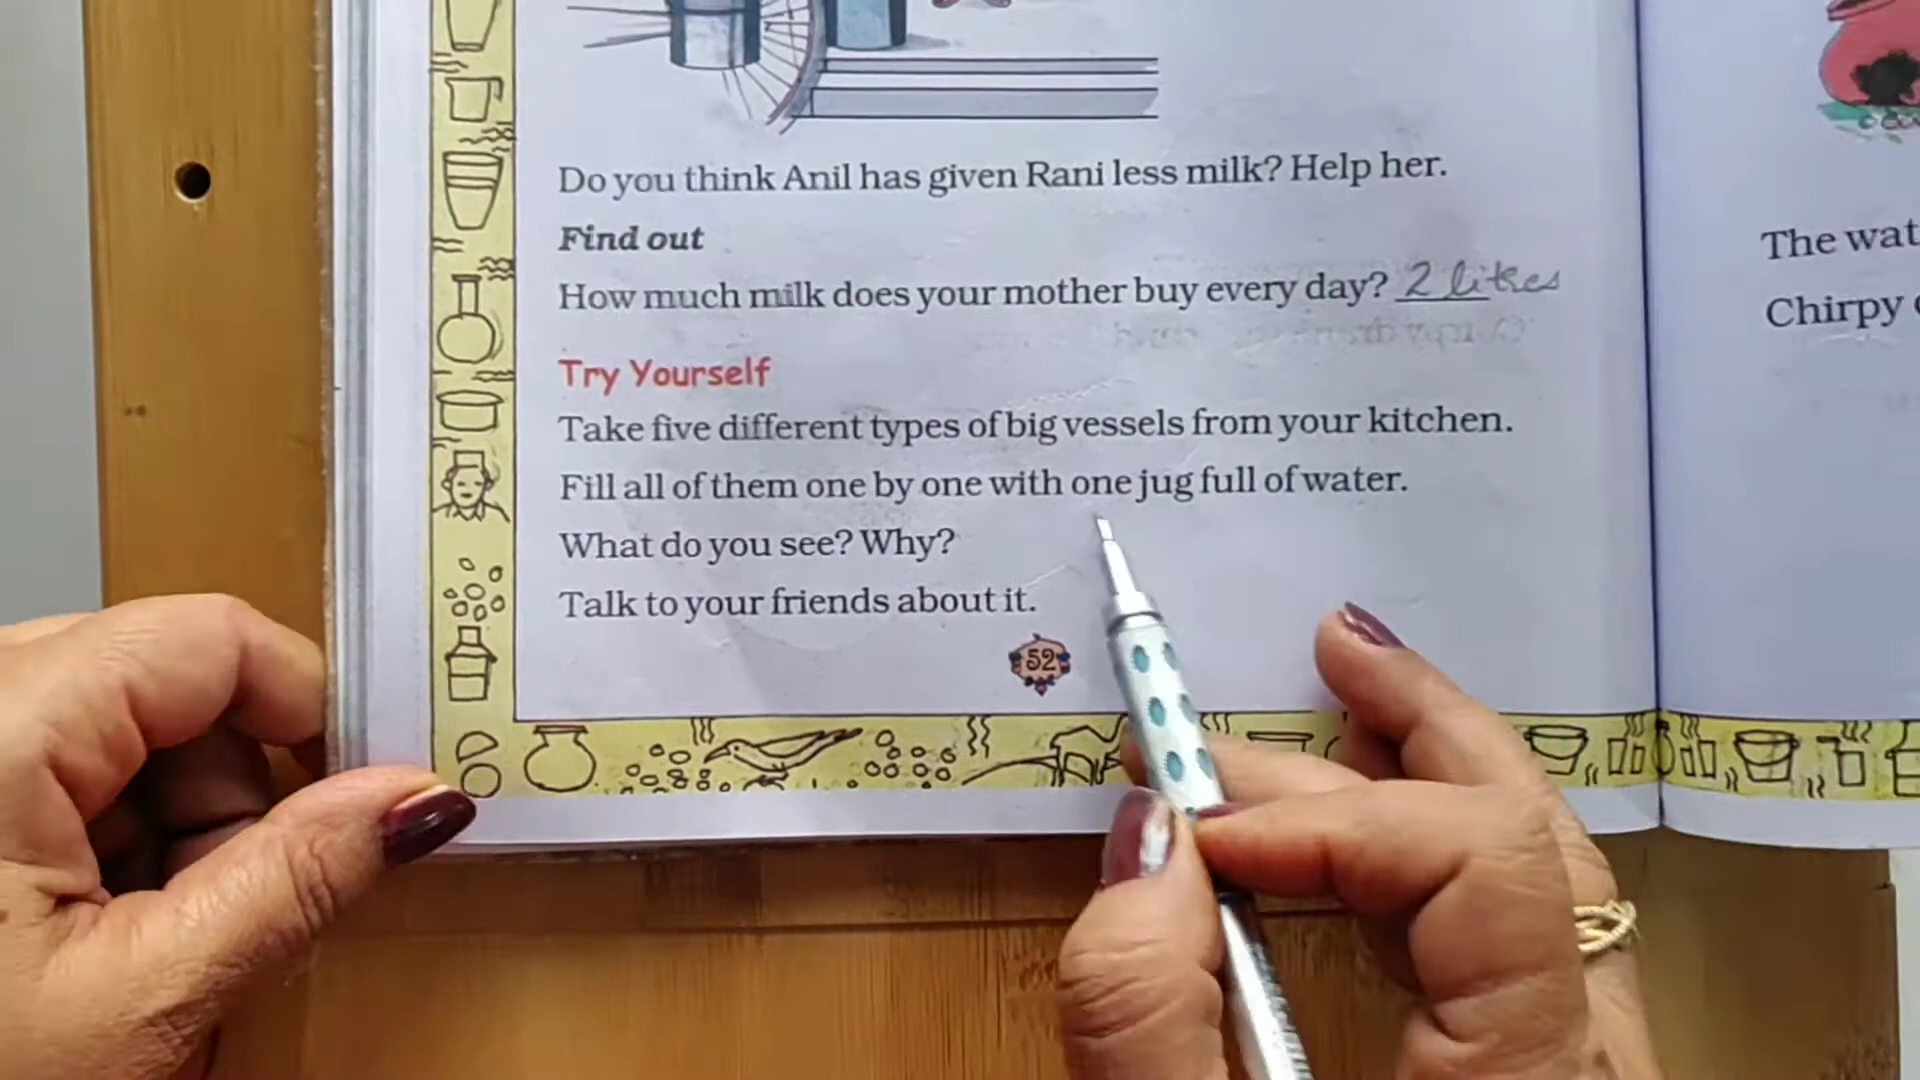 Do you think Anil has given Rani less milk? Help her.
Find out
How much milk does your mother buy every day? 2 litres
Try Yourself
Take five different types of big vessels from your kitchen.
Fill all of them one by one with one jug full of water.
What do you see? Why?
Talk to your friends about it.
52
The wat
Chirpy